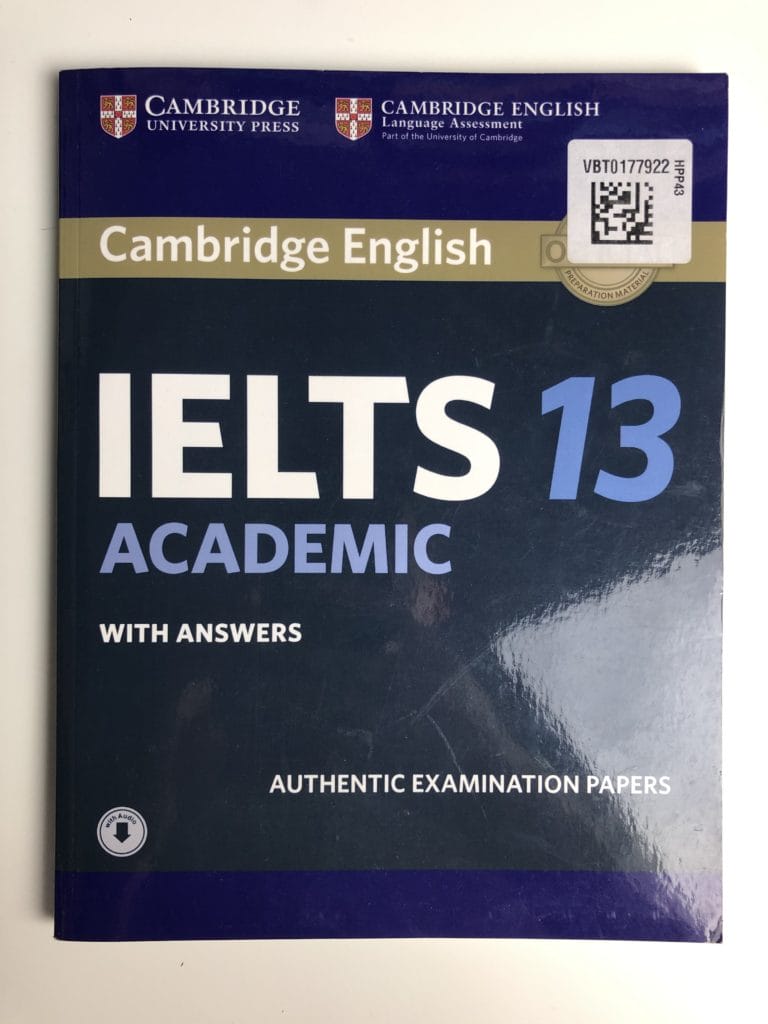 CAMBRIDGE
UNIVERSITY PRESS
CAMBRIDGE ENGLISH
Language Assessment
Part of the University of Cambridge
VBT0177922
HPP43
Cambridge English
PREPARATION MATERIAL
IELTS 13
ACADEMIC
WITH ANSWERS
AUTHENTIC EXAMINATION PAPERS
with Audio